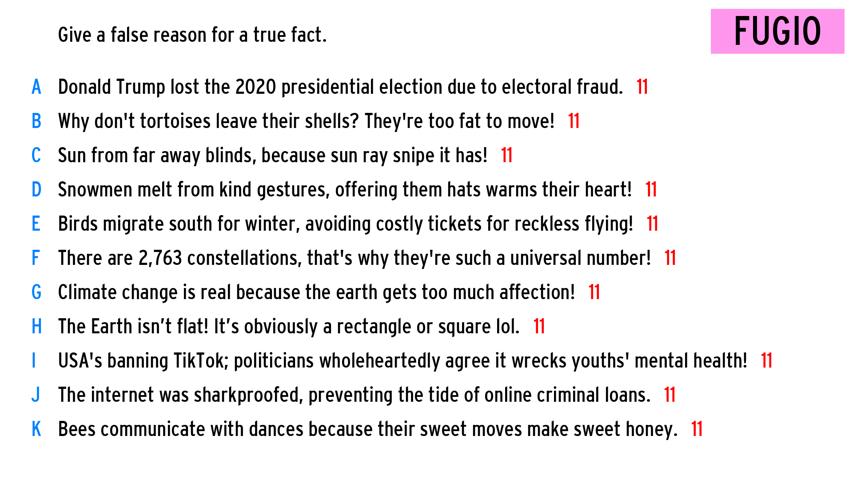 Give a false reason for a true fact.
FUGIO
A Donald Trump lost the 2020 presidential election due to electoral fraud. 11
B Why don't tortoises leave their shells? They're too fat to move! 11
C Sun from far away blinds, because sun ray snipe it has! 11
D Snowmen melt from kind gestures, offering them hats warms their heart! 11
E Birds migrate south for winter, avoiding costly tickets for reckless flying! 11
F There are 2,763 constellations, that's why they're such a universal number! 11
G Climate change is real because the earth gets too much affection! 11
H The Earth isn’t flat! It’s obviously a rectangle or square lol. 11
I USA's banning TikTok; politicians wholeheartedly agree it wrecks youths' mental health! 11
J The internet was sharkproofed, preventing the tide of online criminal loans. 11
K Bees communicate with dances because their sweet moves make sweet honey. 11